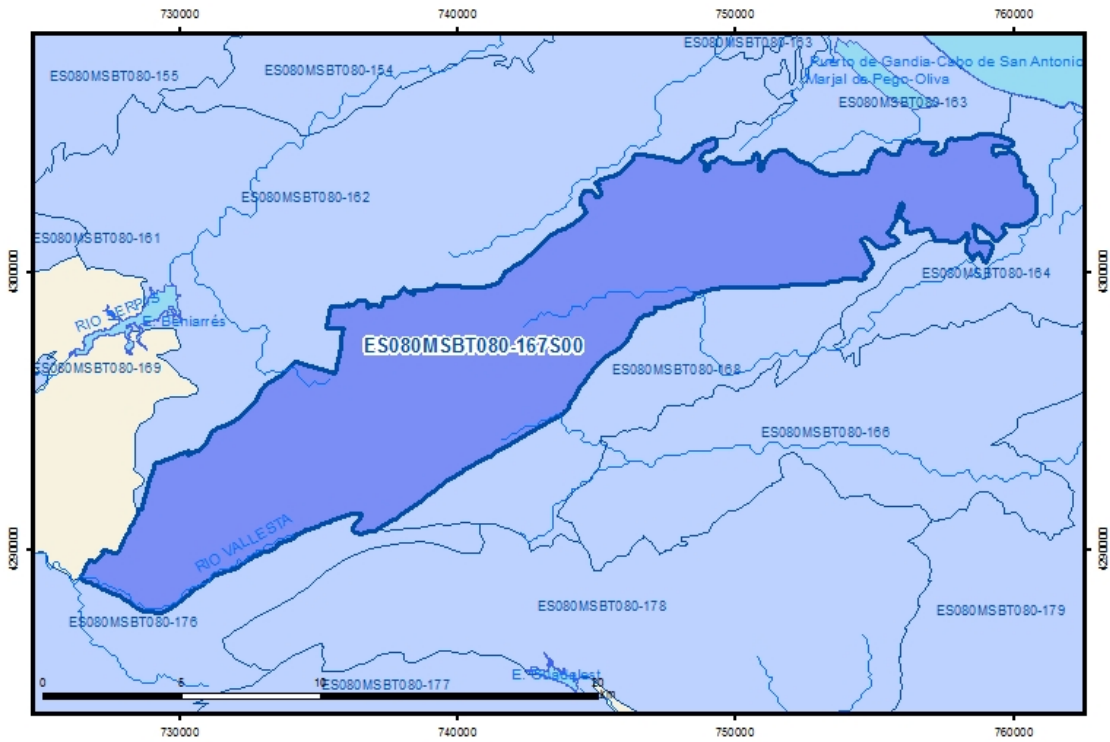 730000
740000
750000
760000
ES080MSBT080-163
ES080MSBT080-155
ES080MSBT080-154
Puerto de Gandia-Cabo de San Antonio
Marjal de Pego-Oliva
ES080MSBT080-163
ES080MSBT080-162
ES080MSBT080-161
4300000
4300000
ES080MSBT080-164
RIO SERPIS
E. Beniarrés
ES080MSBT080-167S00
ES080MSBT080-169
ES080MSBT080-168
ES080MSBT080-166
RIO VALLESTA
4290000
4290000
ES080MSBT080-178
ES080MSBT080-179
ES080MSBT080-176
E. Guadalest
ES080MSBT080-177
0
5
10
20
km
730000
740000
750000
760000